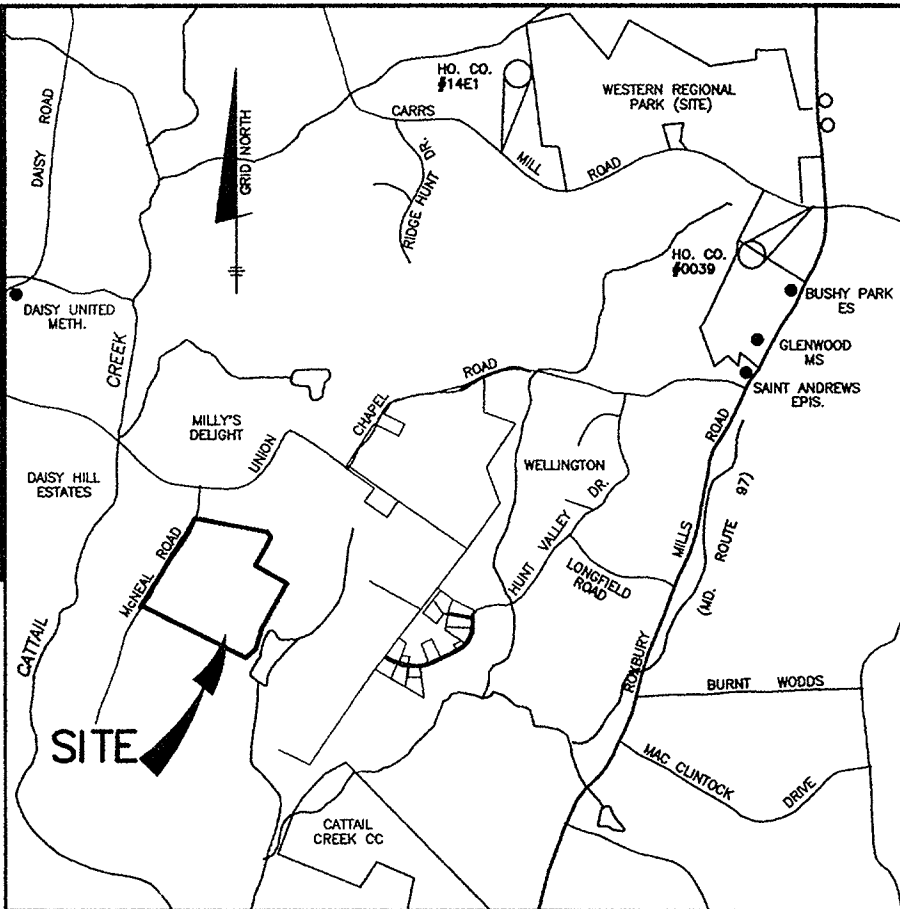 HO. CO.
#14E1
WESTERN REGIONAL
PARK (SITE)
DAISY ROAD
CARRS MILL ROAD
GRID NORTH
RIDGE HUNT DR.
HO. CO.
#0039
DAISY UNITED
METH.
BUSHY PARK
ES
GLENWOOD
MS
SAINT ANDREWS
EPIS.
CATTAIL CREEK
MILLY'S
DELIGHT
UNION CHAPEL ROAD
WELLINGTON
DAISY HILL
ESTATES
HUNT VALLEY DR.
LONGFIELD
ROAD
ROXBURY MILLS ROAD
(MD. ROUTE 97)
McNEAL ROAD
BURNT WODDS
SITE
MAC CLINTOCK DRIVE
CATTAIL
CREEK CC